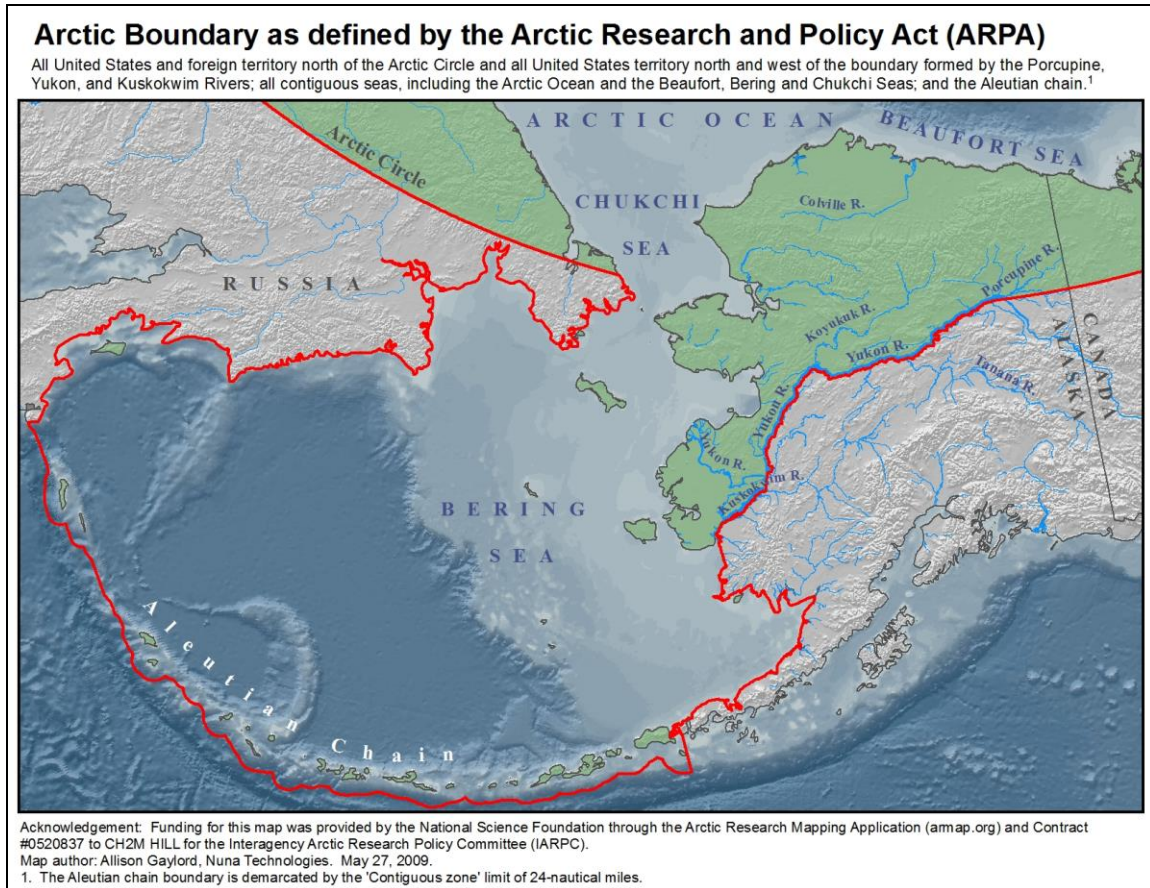 Arctic Boundary as defined by the Arctic Research and Policy Act (ARPA)
All United States and foreign territory north of the Arctic Circle and all United States territory north and west of the boundary formed by the Porcupine,
Yukon, and Kuskokwim Rivers; all contiguous seas, including the Arctic Ocean and the Beaufort, Bering and Chukchi Seas; and the Aleutian chain.¹
ARCTIC OCEAN
BEAUFORT SEA
Arctic Circle
CHUKCHI
SEA
Colville R.
RUSSIA
Porcupine R.
Koyukuk R.
Yukon R.
CANADA
ALASKA
Tanana R.
Yukon R.
Yukon R.
Kuskokwim R.
BERING
SEA
Aleutian
Chain
Acknowledgement: Funding for this map was provided by the National Science Foundation through the Arctic Research Mapping Application (armap.org) and Contract
#0520837 to CH2M HILL for the Interagency Arctic Research Policy Committee (IARPC).
Map author: Allison Gaylord, Nuna Technologies. May 27, 2009.
1. The Aleutian chain boundary is demarcated by the 'Contiguous zone' limit of 24-nautical miles.